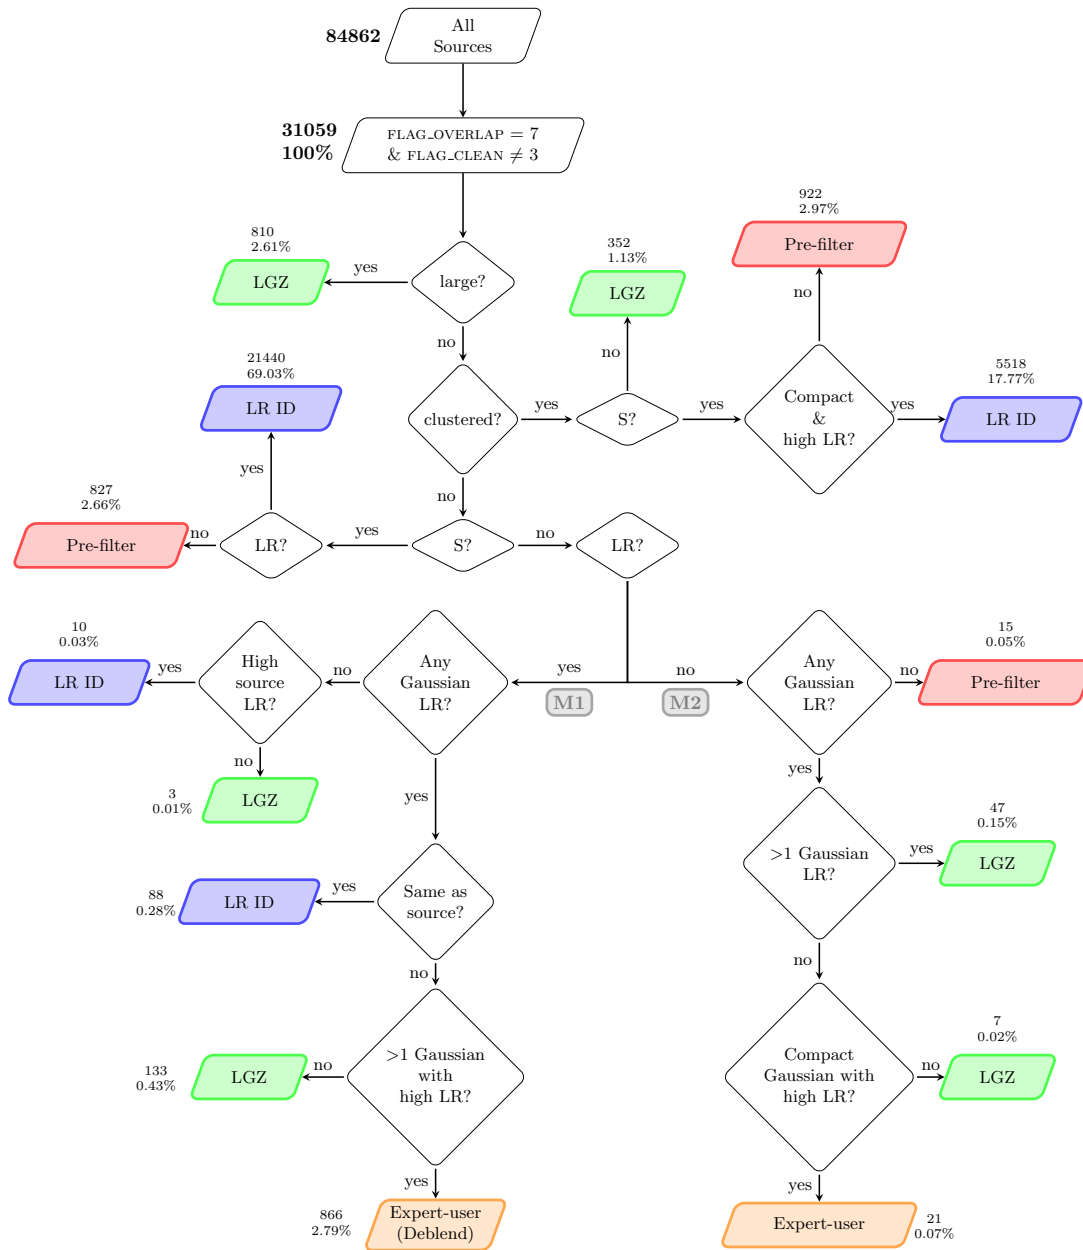 84862
All
Sources
31059
100%
FLAG_OVERLAP = 7
& FLAG_CLEAN ≠ 3
922
2.97%
Pre-filter
810
2.61%
LGZ
yes
large?
352
1.13%
LGZ
no
no
no
21440
69.03%
LR ID
clustered?
yes
S?
yes
Compact
&
high LR?
yes
5518
17.77%
LR ID
yes
no
827
2.66%
Pre-filter
no
LR?
yes
S?
no
LR?
10
0.03%
LR ID
yes
High
source
LR?
no
Any
Gaussian
LR?
yes
M1
no
M2
Any
Gaussian
LR?
no
15
0.05%
Pre-filter
no
3
0.01%
LGZ
yes
yes
47
0.15%
LGZ
yes
>1 Gaussian
LR?
88
0.28%
LR ID
yes
Same as
source?
no
no
133
0.43%
LGZ
no
>1 Gaussian
with
high LR?
Compact
Gaussian with
high LR?
no
7
0.02%
LGZ
yes
yes
866
2.79%
Expert-user
(Deblend)
Expert-user
21
0.07%